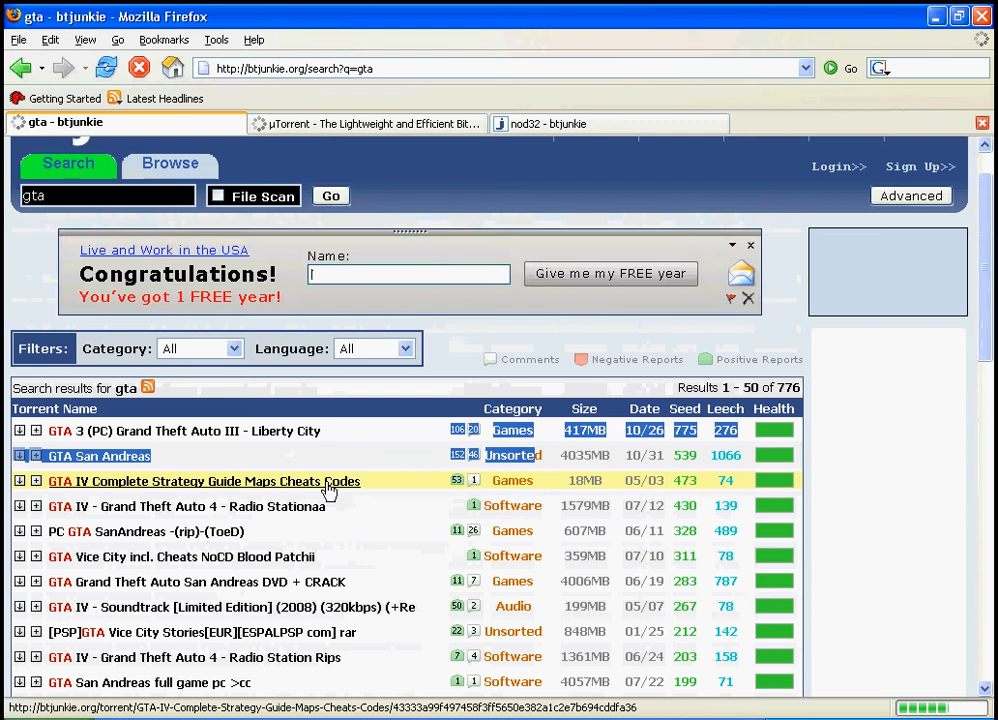 gta - btjunkie - Mozilla Firefox
File Edit View Go Bookmarks Tools Help
http://btjunkie.org/search?q=gta Go G
Getting Started Latest Headlines
gta - btjunkie µTorrent - The Lightweight and Efficient Bit... nod32 - btjunkie
Search Browse Login>> Sign Up>>
gta File Scan Go Advanced
Live and Work in the USA Name:
Congratulations! Give me my FREE year
You've got 1 FREE year!
Filters: Category: All Language: All Comments Negative Reports Positive Reports
Search results for gta Results 1 - 50 of 776
Torrent Name Category Size Date Seed Leech Health
GTA 3 (PC) Grand Theft Auto III - Liberty City 106 20 Games 417MB 10/26 775 276
GTA San Andreas 152 46 Unsorted 4035MB 10/31 539 1066
GTA IV Complete Strategy Guide Maps Cheats Codes 53 1 Games 18MB 05/03 473 74
GTA IV - Grand Theft Auto 4 - Radio Stationaa 1 Software 1579MB 07/12 430 139
PC GTA SanAndreas -(rip)-(ToeD) 11 26 Games 607MB 06/11 328 489
GTA Vice City incl. Cheats NoCD Blood Patchii 1 Software 359MB 07/10 311 78
GTA Grand Theft Auto San Andreas DVD + CRACK 11 7 Games 4006MB 06/19 283 787
GTA IV - Soundtrack [Limited Edition] (2008) (320kbps) (+Re 50 2 Audio 199MB 05/07 267 78
[PSP]GTA Vice City Stories[EUR][ESPALPSP com] rar 22 3 Unsorted 848MB 01/25 212 142
GTA IV - Grand Theft Auto 4 - Radio Station Rips 7 4 Software 1361MB 06/24 203 158
GTA San Andreas full game pc >cc 1 1 Software 4057MB 07/22 199 71
http://btjunkie.org/torrent/GTA-IV-Complete-Strategy-Guide-Maps-Cheats-Codes/43333a99f497458f3ff5650e382a1c2e7b694cddfa36